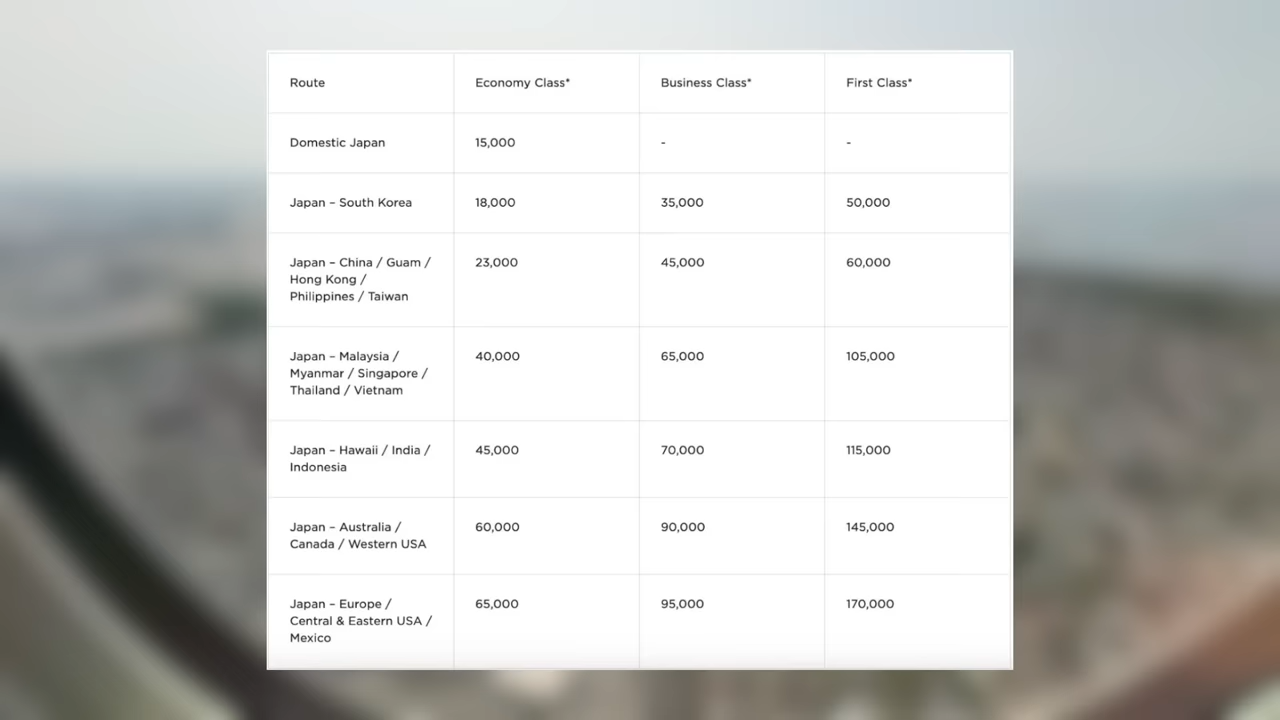 Route Economy Class* Business Class* First Class*
Domestic Japan 15,000 - -
Japan – South Korea 18,000 35,000 50,000
Japan – China / Guam / 23,000 45,000 60,000
Hong Kong /
Philippines / Taiwan
Japan – Malaysia / 40,000 65,000 105,000
Myanmar / Singapore /
Thailand / Vietnam
Japan – Hawaii / India / 45,000 70,000 115,000
Indonesia
Japan – Australia / 60,000 90,000 145,000
Canada / Western USA
Japan – Europe / 65,000 95,000 170,000
Central & Eastern USA /
Mexico